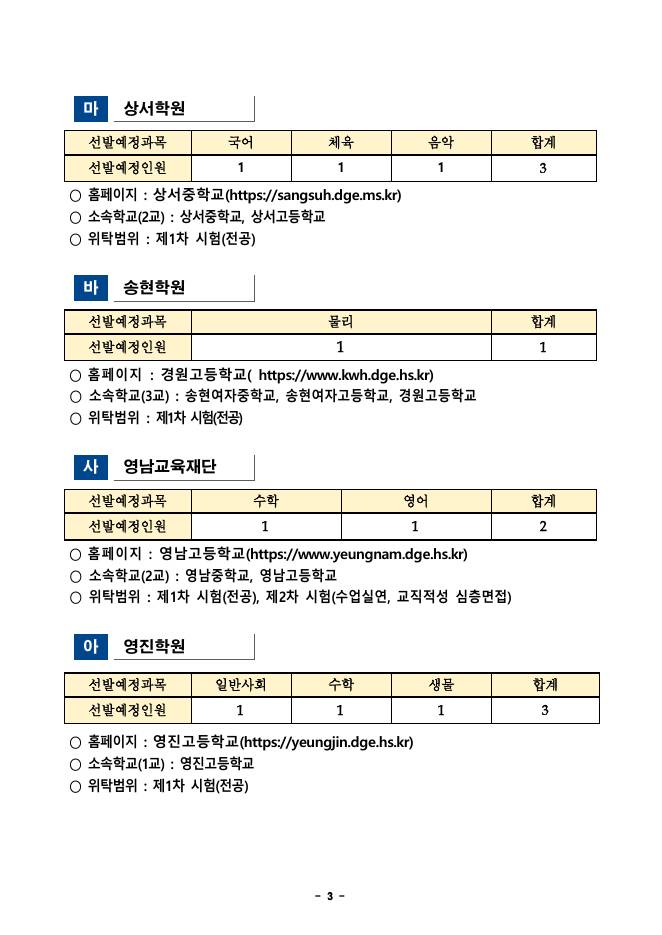 마 상서학원
선발예정과목 국어 체육 음악 합계
선발예정인원 1 1 1 3
○ 홈페이지 : 상서중학교(https://sangsuh.dge.ms.kr)
○ 소속학교(2교) : 상서중학교, 상서고등학교
○ 위탁범위 : 제1차 시험(전공)
바 송현학원
선발예정과목 물리 합계
선발예정인원 1 1
○ 홈페이지 : 경원고등학교( https://www.kwh.dge.hs.kr)
○ 소속학교(3교) : 송현여자중학교, 송현여자고등학교, 경원고등학교
○ 위탁범위 : 제1차 시험(전공)
사 영남교육재단
선발예정과목 수학 영어 합계
선발예정인원 1 1 2
○ 홈페이지 : 영남고등학교(https://www.yeungnam.dge.hs.kr)
○ 소속학교(2교) : 영남중학교, 영남고등학교
○ 위탁범위 : 제1차 시험(전공), 제2차 시험(수업실연, 교직적성 심층면접)
아 영진학원
선발예정과목 일반사회 수학 생물 합계
선발예정인원 1 1 1 3
○ 홈페이지 : 영진고등학교(https://yeungjin.dge.hs.kr)
○ 소속학교(1교) : 영진고등학교
○ 위탁범위 : 제1차 시험(전공)
- 3 -